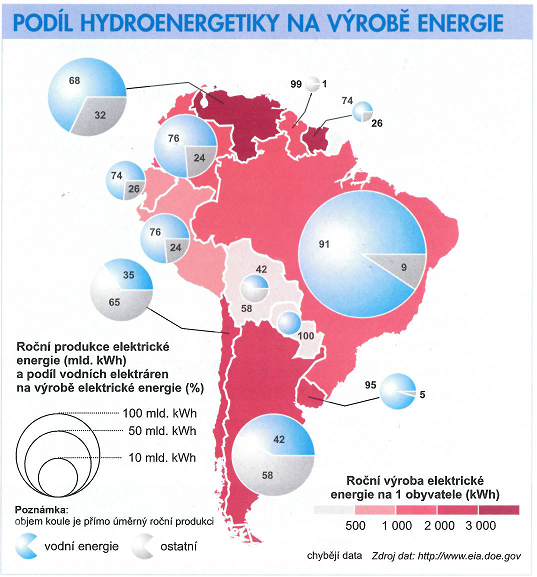 PODÍL HYDROENERGETIKY NA VÝROBĚ ENERGIE
68
32
99 1
74
26
76
24
74
26
76
24
91
9
35
65
42
58
100
95
5
42
58
Roční produkce elektrické
energie (mld. kWh)
a podíl vodních elektráren
na výrobě elektrické energie (%)
100 mld. kWh
50 mld. kWh
10 mld. kWh
Poznámka:
objem koule je přímo úměrný roční produkci
vodní energie
ostatní
Roční výroba elektrické
energie na 1 obyvatele (kWh)
500 1 000 2 000 3 000
chybějí data Zdroj dat: http://www.eia.doe.gov